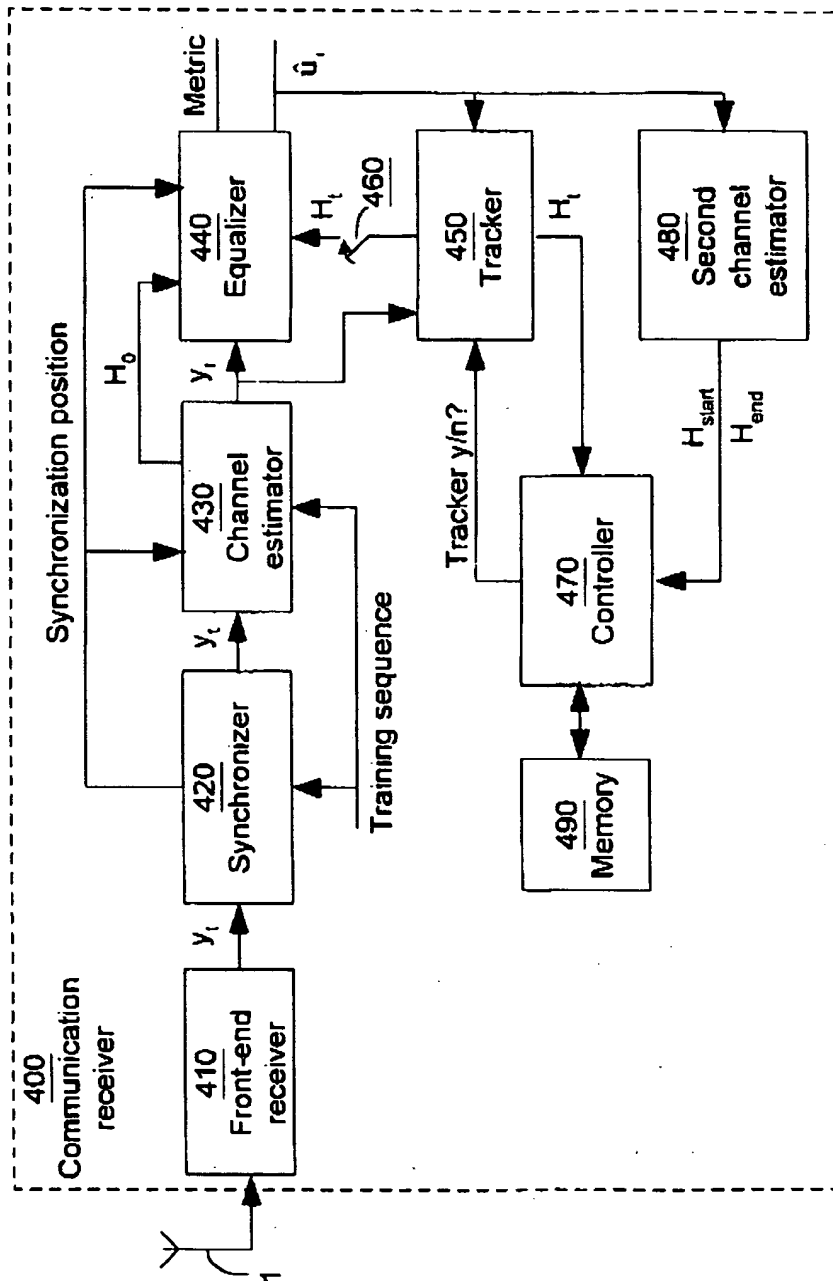 400
Communication
receiver
410
Front-end
receiver
y_t
420
Synchronizer
Synchronization position
Training sequence
y_t
430
Channel
estimator
H_0
y_t
440
Equalizer
Metric
û_t
H_t
460
450
Tracker
H_t
Tracker y/n?
470
Controller
480
Second
channel
estimator
H_start
H_end
490
Memory